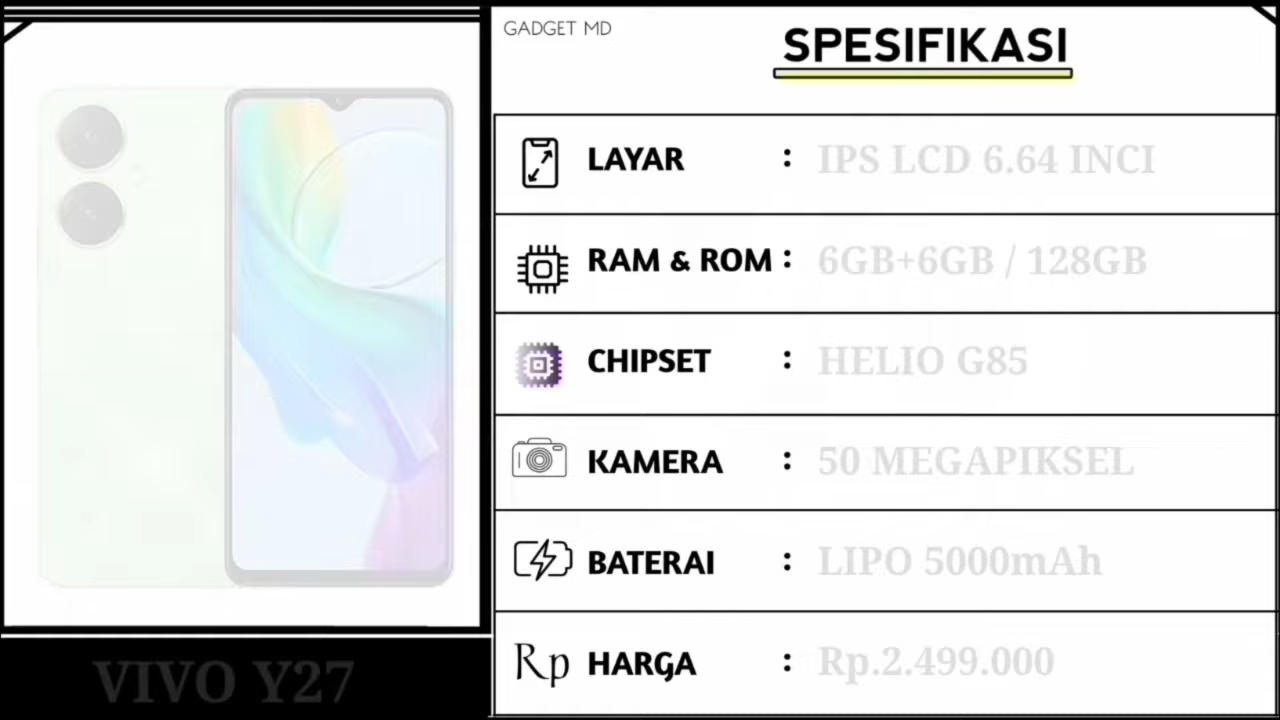 GADGET MD
SPESIFIKASI
LAYAR : IPS LCD 6.64 INCI
RAM & ROM : 6GB+6GB / 128GB
CHIPSET : HELIO G85
KAMERA : 50 MEGAPIKSEL
BATERAI : LIPO 5000mAh
Rp HARGA : Rp.2.499.000
VIVO Y27